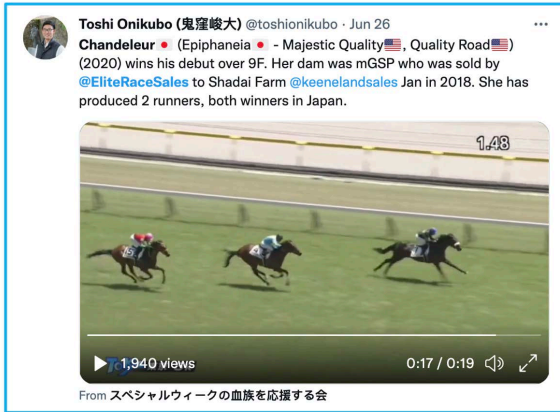 Toshi Onikubo (鬼窪峻大) @toshionikubo · Jun 26
Chandeleur🇯🇵 (Epiphaneia🇯🇵 - Majestic Quality🇺🇸, Quality Road🇺🇸)
(2020) wins his debut over 9F. Her dam was mGSP who was sold by
@EliteRaceSales to Shadai Farm @keenelandsales Jan in 2018. She has
produced 2 runners, both winners in Japan.
1.48
1,940 views
0:17 / 0:19
From スペシャルウィークの血族を応援する会